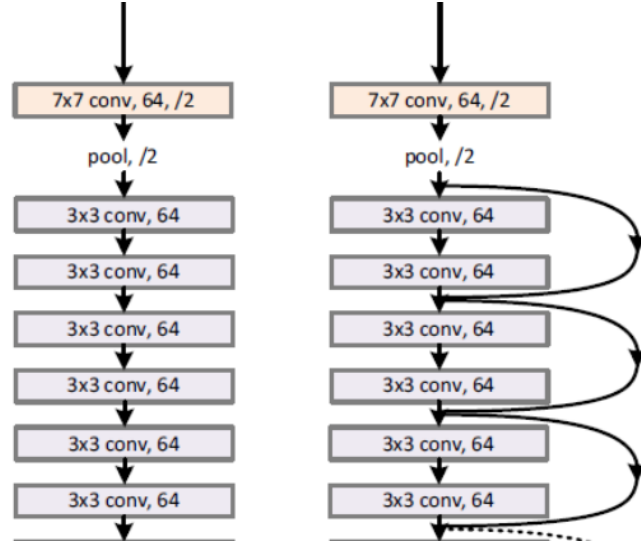 7x7 conv, 64, /2
pool, /2
3x3 conv, 64
3x3 conv, 64
3x3 conv, 64
3x3 conv, 64
3x3 conv, 64
3x3 conv, 64
7x7 conv, 64, /2
pool, /2
3x3 conv, 64
3x3 conv, 64
3x3 conv, 64
3x3 conv, 64
3x3 conv, 64
3x3 conv, 64